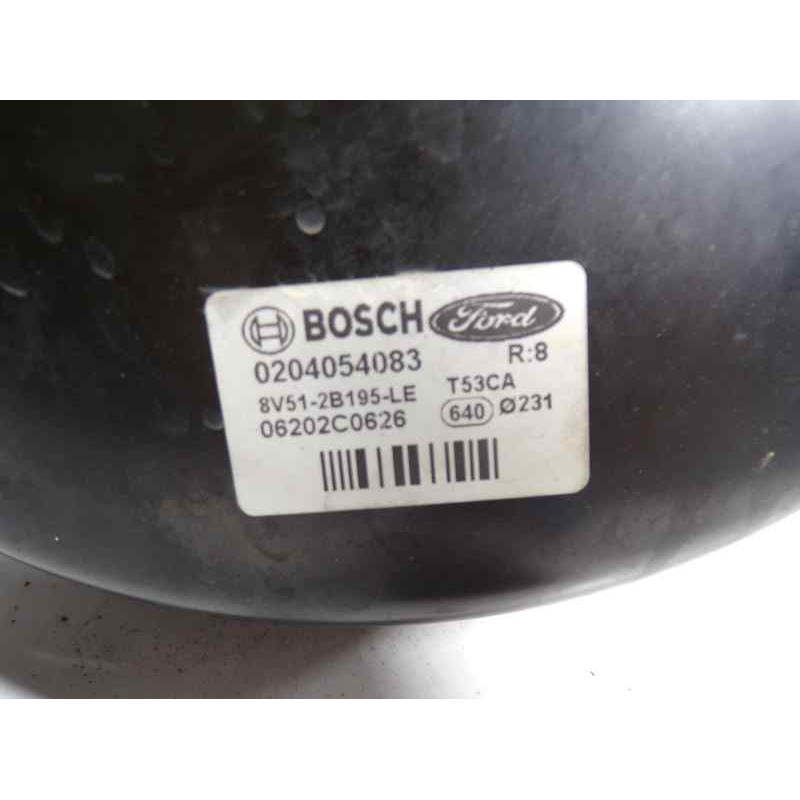 BOSCH Ford
0204054083 R:8
8V51-2B195-LE T53CA
06202C0626 640 Ø231